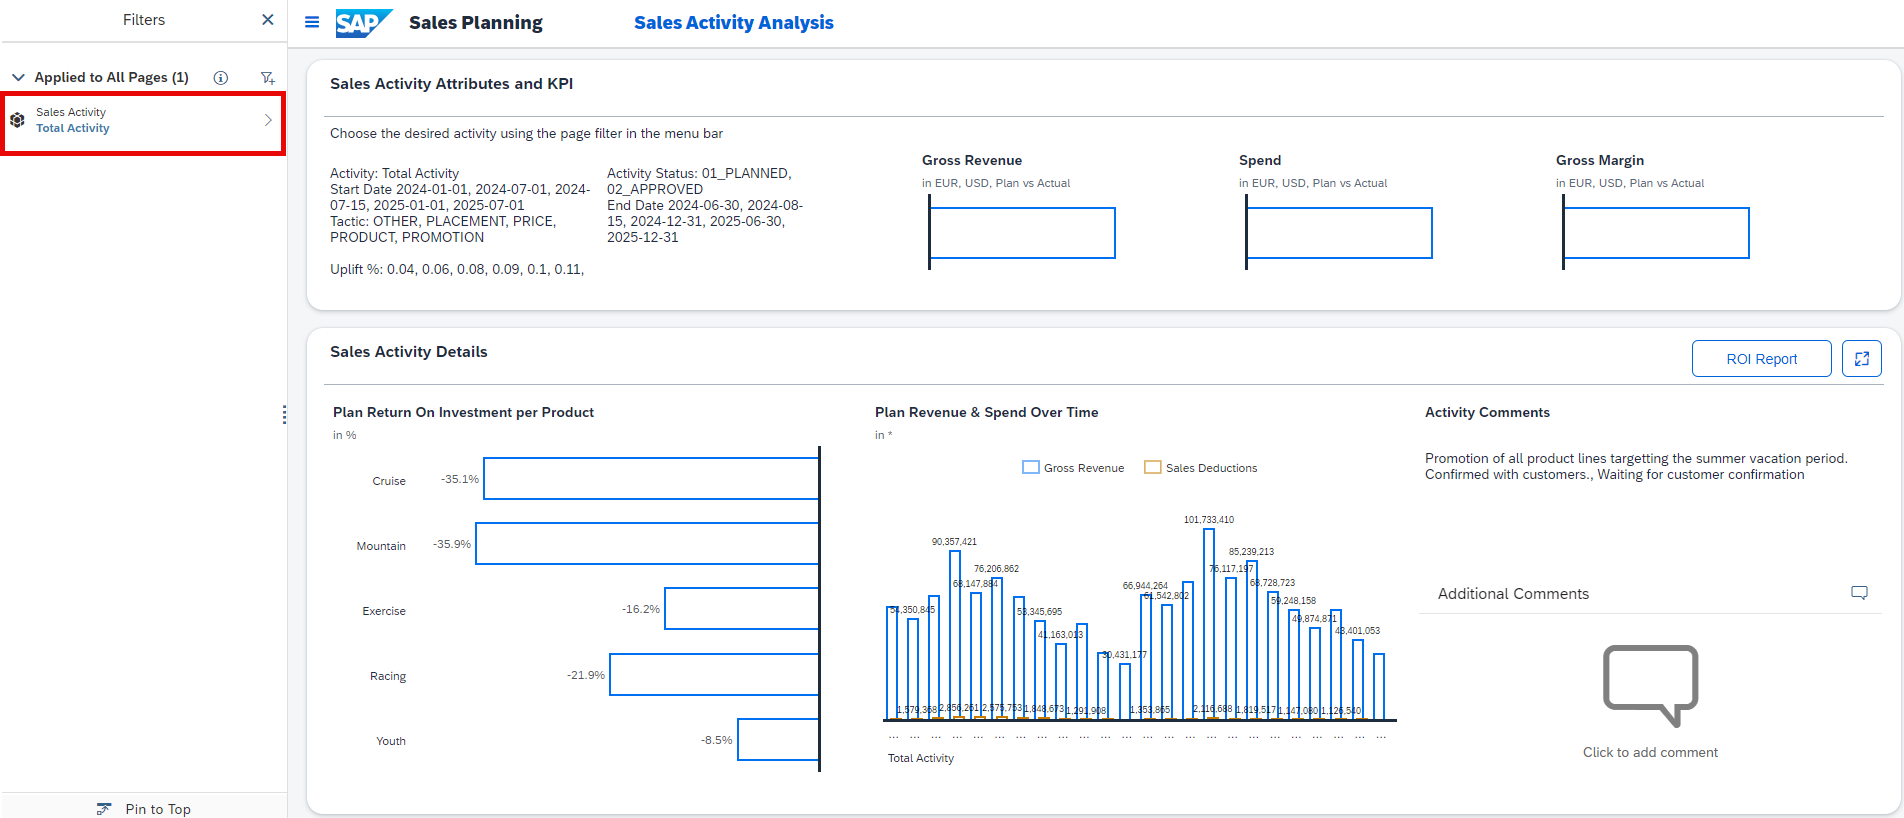 Filters
Applied to All Pages (1)
Sales Activity
Total Activity
Pin to Top
SAP
Sales Planning
Sales Activity Analysis
Sales Activity Attributes and KPI
Choose the desired activity using the page filter in the menu bar
Activity: Total Activity
Start Date 2024-01-01, 2024-07-01, 2024-
07-15, 2025-01-01, 2025-07-01
Tactic: OTHER, PLACEMENT, PRICE,
PRODUCT, PROMOTION
Uplift %: 0.04, 0.06, 0.08, 0.09, 0.1, 0.11,
Activity Status: 01_PLANNED,
02_APPROVED
End Date 2024-06-30, 2024-08-
15, 2024-12-31, 2025-06-30,
2025-12-31
Gross Revenue
in EUR, USD, Plan vs Actual
Spend
in EUR, USD, Plan vs Actual
Gross Margin
in EUR, USD, Plan vs Actual
Sales Activity Details
ROI Report
Plan Return On Investment per Product
in %
Cruise -35.1%
Mountain -35.9%
Exercise -16.2%
Racing -21.9%
Youth -8.5%
Plan Revenue & Spend Over Time
in *
Gross Revenue Sales Deductions
101,733,410
90,357,421
85,239,213
76,206,862
76,117,197
68,147,884
66,944,264
68,728,723
61,542,802
59,248,158
54,350,845
53,345,695
49,874,871
41,163,013
48,401,053
30,431,177
1,579,368 2,856,261 2,575,753 1,848,673 1,291,908 1,353,865 2,116,688 1,819,517 1,147,080 1,126,540
... ... ... ... ... ... ... ... ... ... ... ... ... ... ... ... ... ... ... ... ... ... ... ...
Total Activity
Activity Comments
Promotion of all product lines targetting the summer vacation period.
Confirmed with customers., Waiting for customer confirmation
Additional Comments
Click to add comment